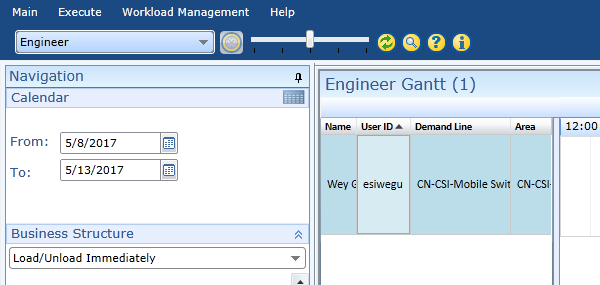 Main Execute Workload Management Help
Engineer
Navigation
Calendar
From: 5/8/2017
To: 5/13/2017
Business Structure
Load/Unload Immediately
Engineer Gantt (1)
Name User ID Demand Line Area 12:00
Wey G esiwegu CN-CSI-Mobile Swit CN-CSI-